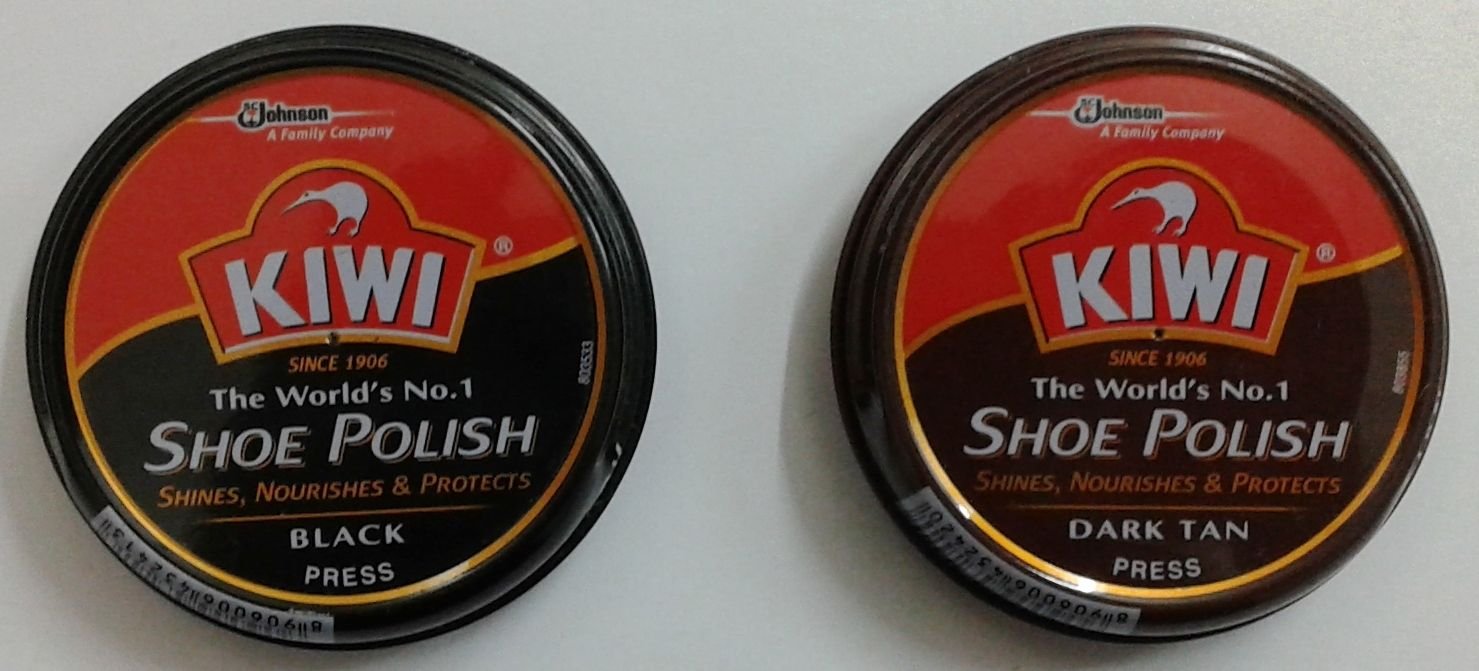 SC Johnson
A Family Company
KIWI®
SINCE 1906
The World's No.1
SHOE POLISH
SHINES, NOURISHES & PROTECTS
BLACK
PRESS
803533
SC Johnson
A Family Company
KIWI®
SINCE 1906
The World's No.1
SHOE POLISH
SHINES, NOURISHES & PROTECTS
DARK TAN
PRESS